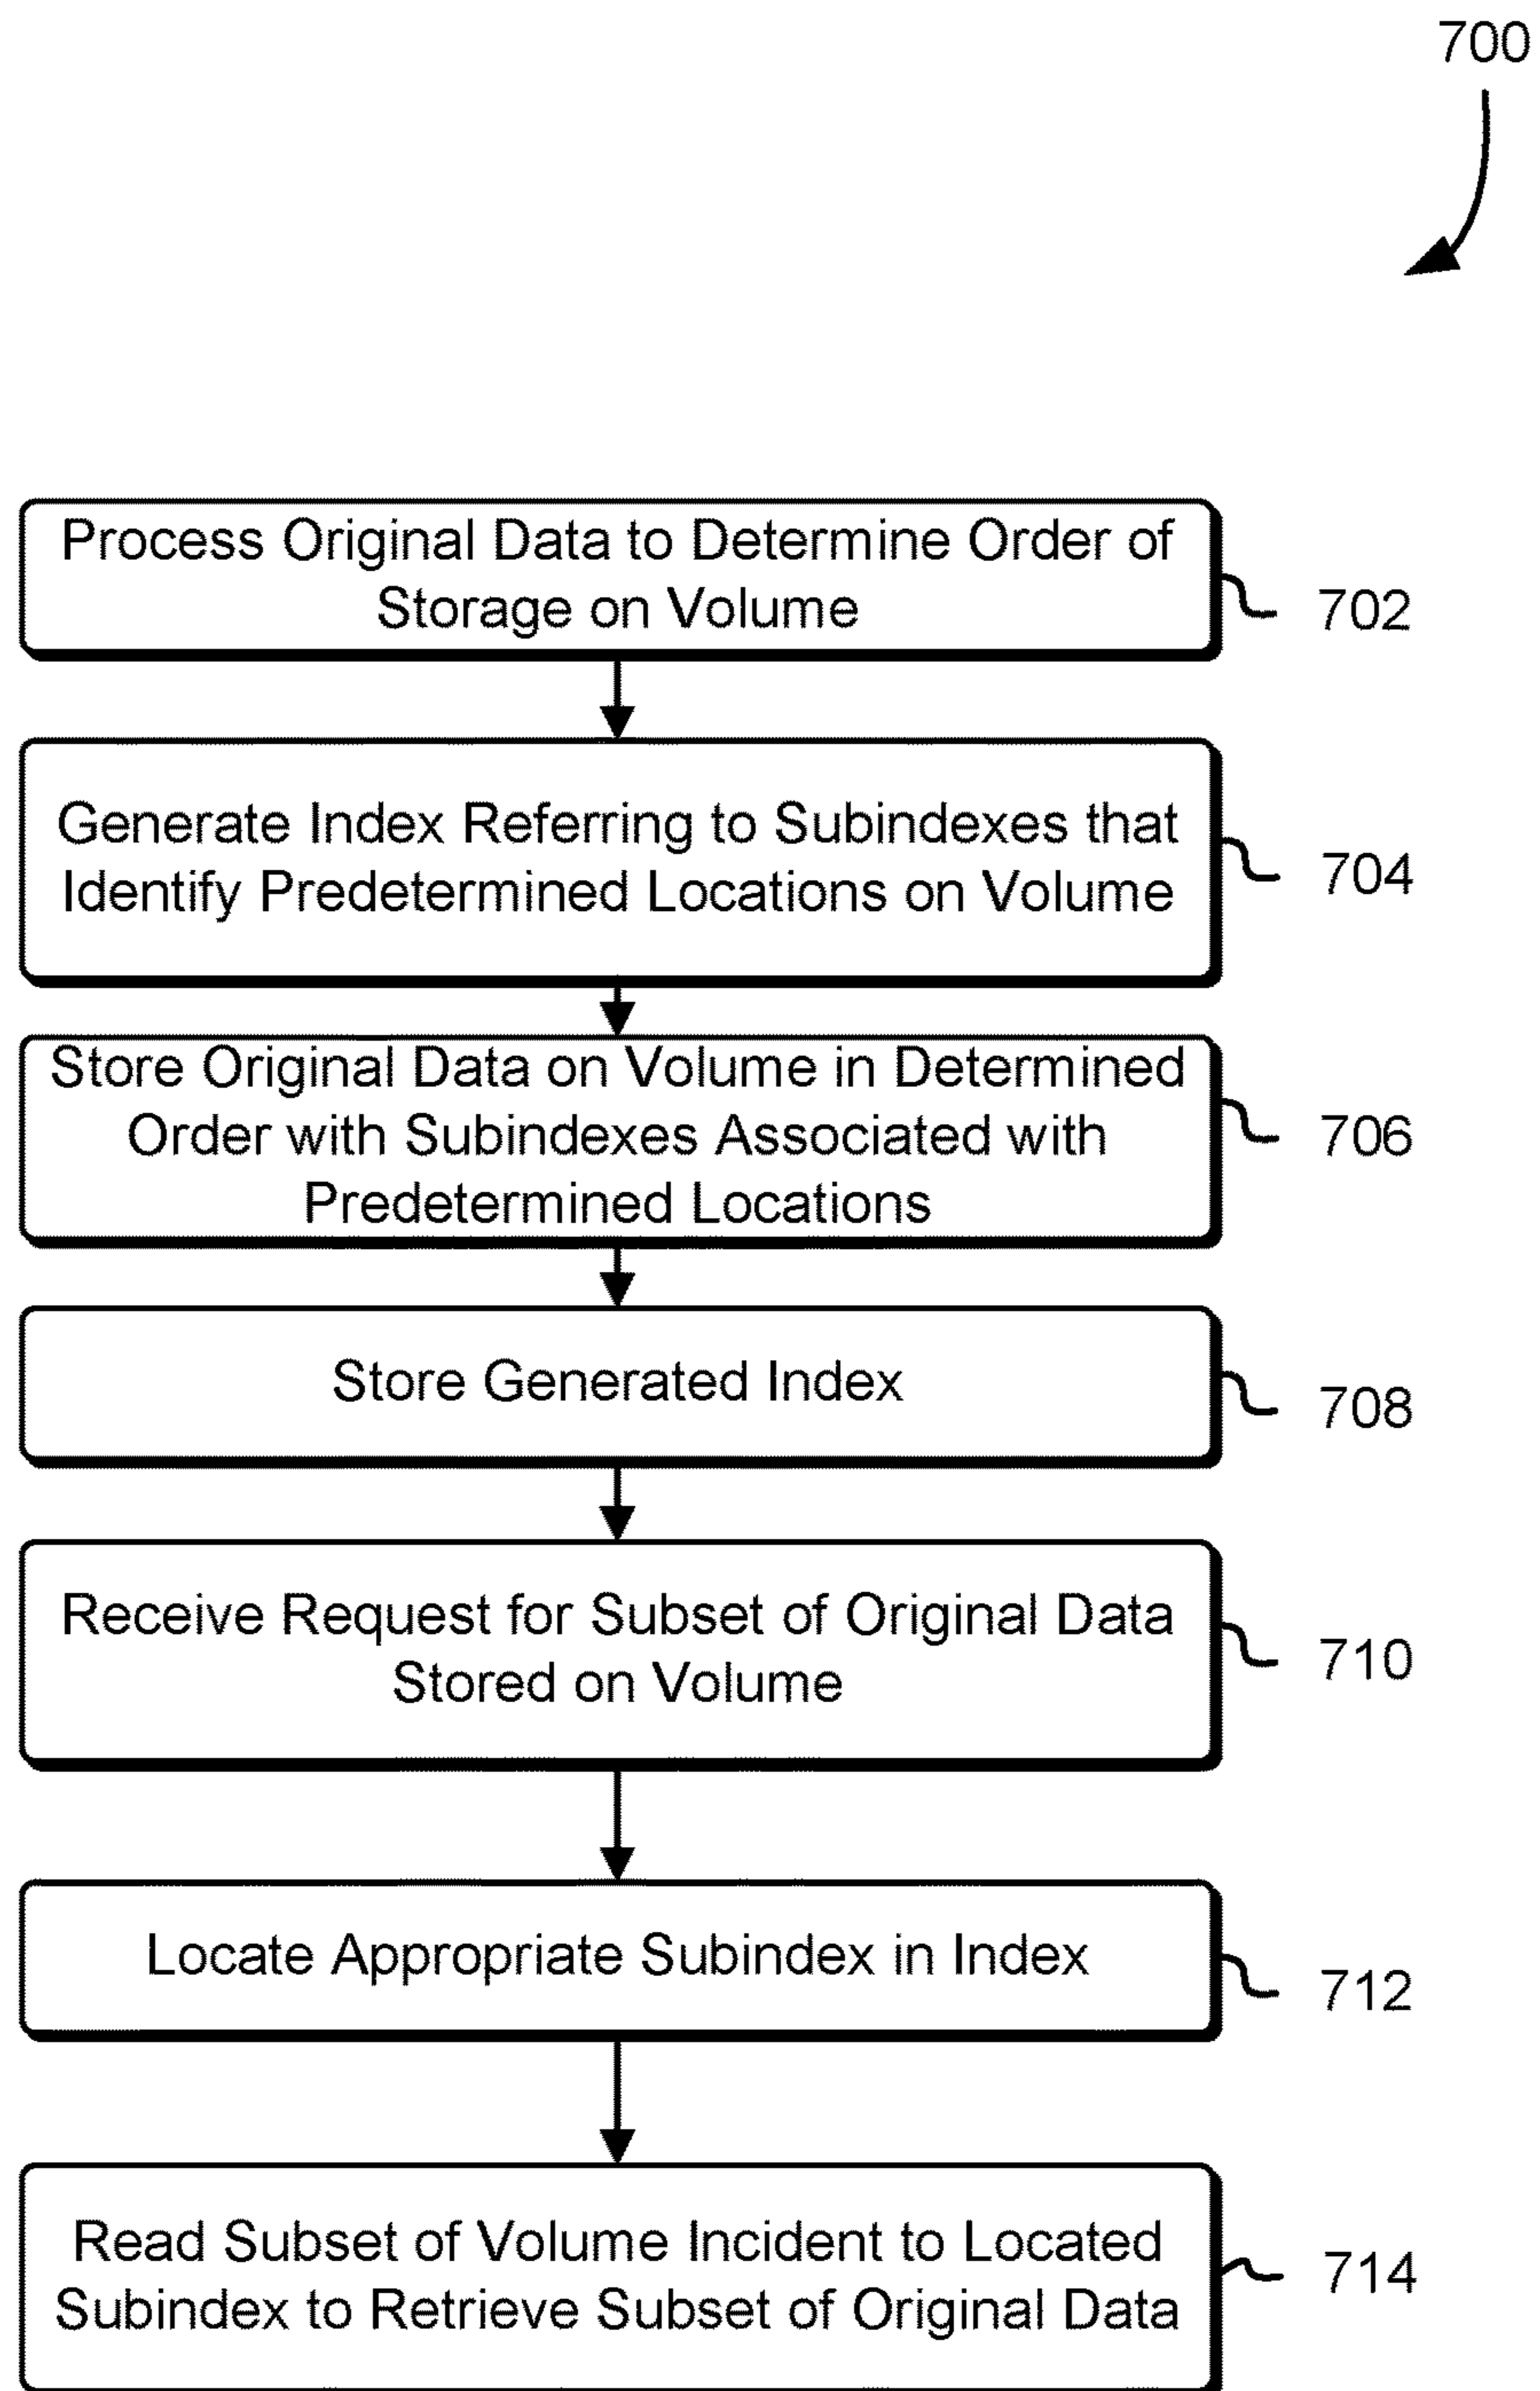 700
Process Original Data to Determine Order of
Storage on Volume
702
Generate Index Referring to Subindexes that
Identify Predetermined Locations on Volume
704
Store Original Data on Volume in Determined
Order with Subindexes Associated with
Predetermined Locations
706
Store Generated Index
708
Receive Request for Subset of Original Data
Stored on Volume
710
Locate Appropriate Subindex in Index
712
Read Subset of Volume Incident to Located
Subindex to Retrieve Subset of Original Data
714